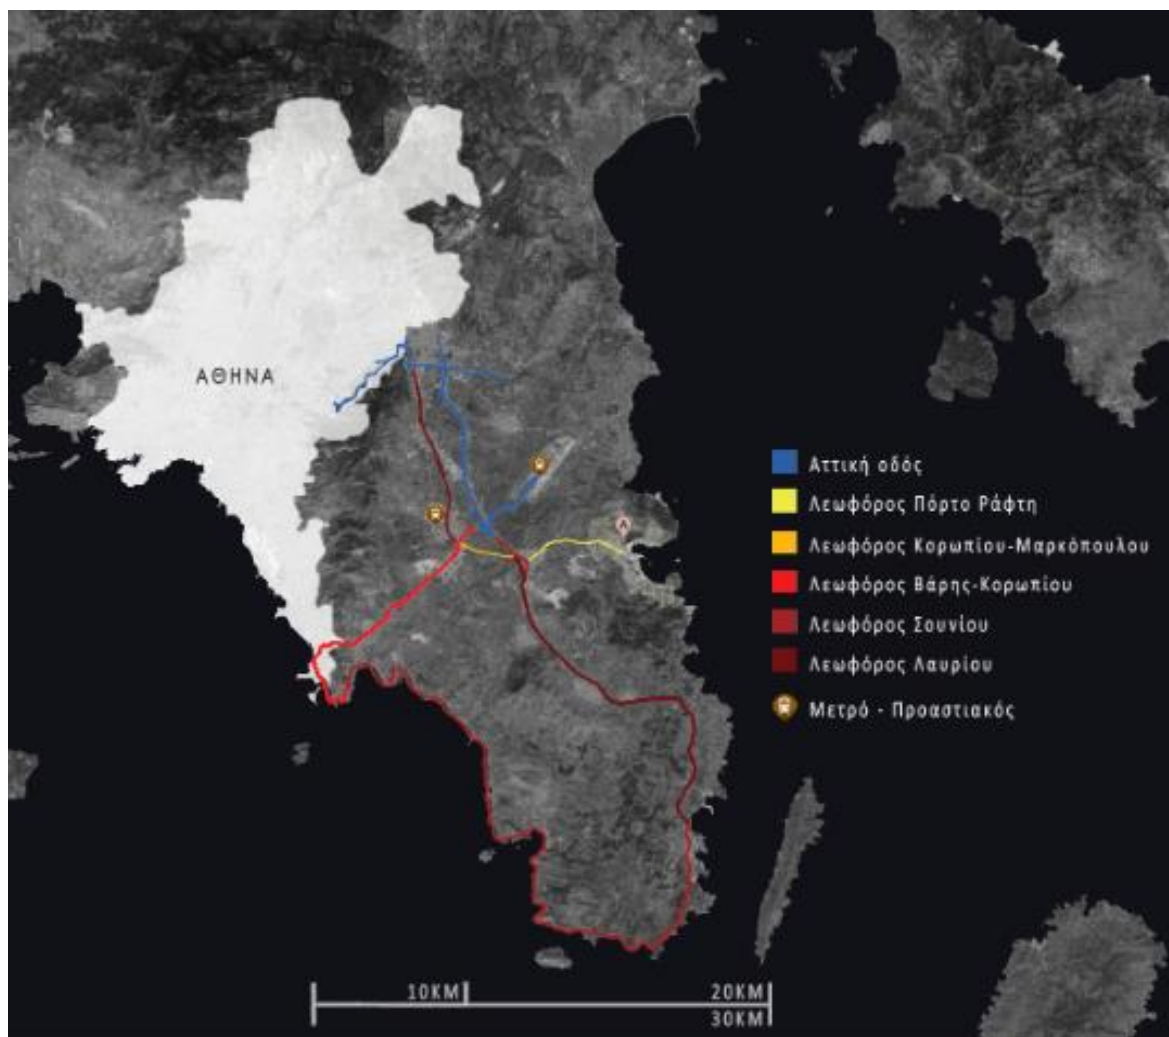 ΑΘΗΝΑ
Αττική οδός
Λεωφόρος Πόρτο Ράφτη
Λεωφόρος Κορωπίου-Μαρκόπουλου
Λεωφόρος Βάρης-Κορωπίου
Λεωφόρος Σουνίου
Λεωφόρος Λαυρίου
Μετρό - Προαστιακός
A
10KM
20KM
30KM